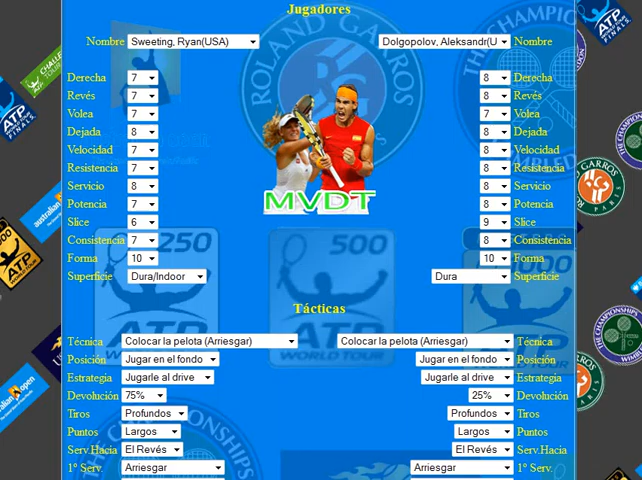 Jugadores
Nombre Sweeting, Ryan(USA) Dolgopolov, Aleksandr(U Nombre
Derecha 7 8 Derecha
Revés 7 8 Revés
Volea 7 7 Volea
Dejada 8 8 Dejada
Velocidad 7 8 Velocidad
Resistencia 7 8 Resistencia
Servicio 8 8 Servicio
Potencia 7 8 Potencia
Slice 6 9 Slice
Consistencia 7 8 Consistencia
Forma 10 10 Forma
Superficie Dura/Indoor Dura Superficie
MVDT
ROLAND GARROS
250
500
ATP
WORLD TOUR
Tácticas
Técnica Colocar la pelota (Arriesgar) Colocar la pelota (Arriesgar) Técnica
Posición Jugar en el fondo Jugar en el fondo Posición
Estrategia Jugarle al drive Jugarle al drive Estrategia
Devolución 75% 25% Devolución
Tiros Profundos Profundos Tiros
Puntos Largos Largos Puntos
Serv.Hacia El Revés El Revés Serv.Hacia
1º Serv. Arriesgar Arriesgar 1º Serv.